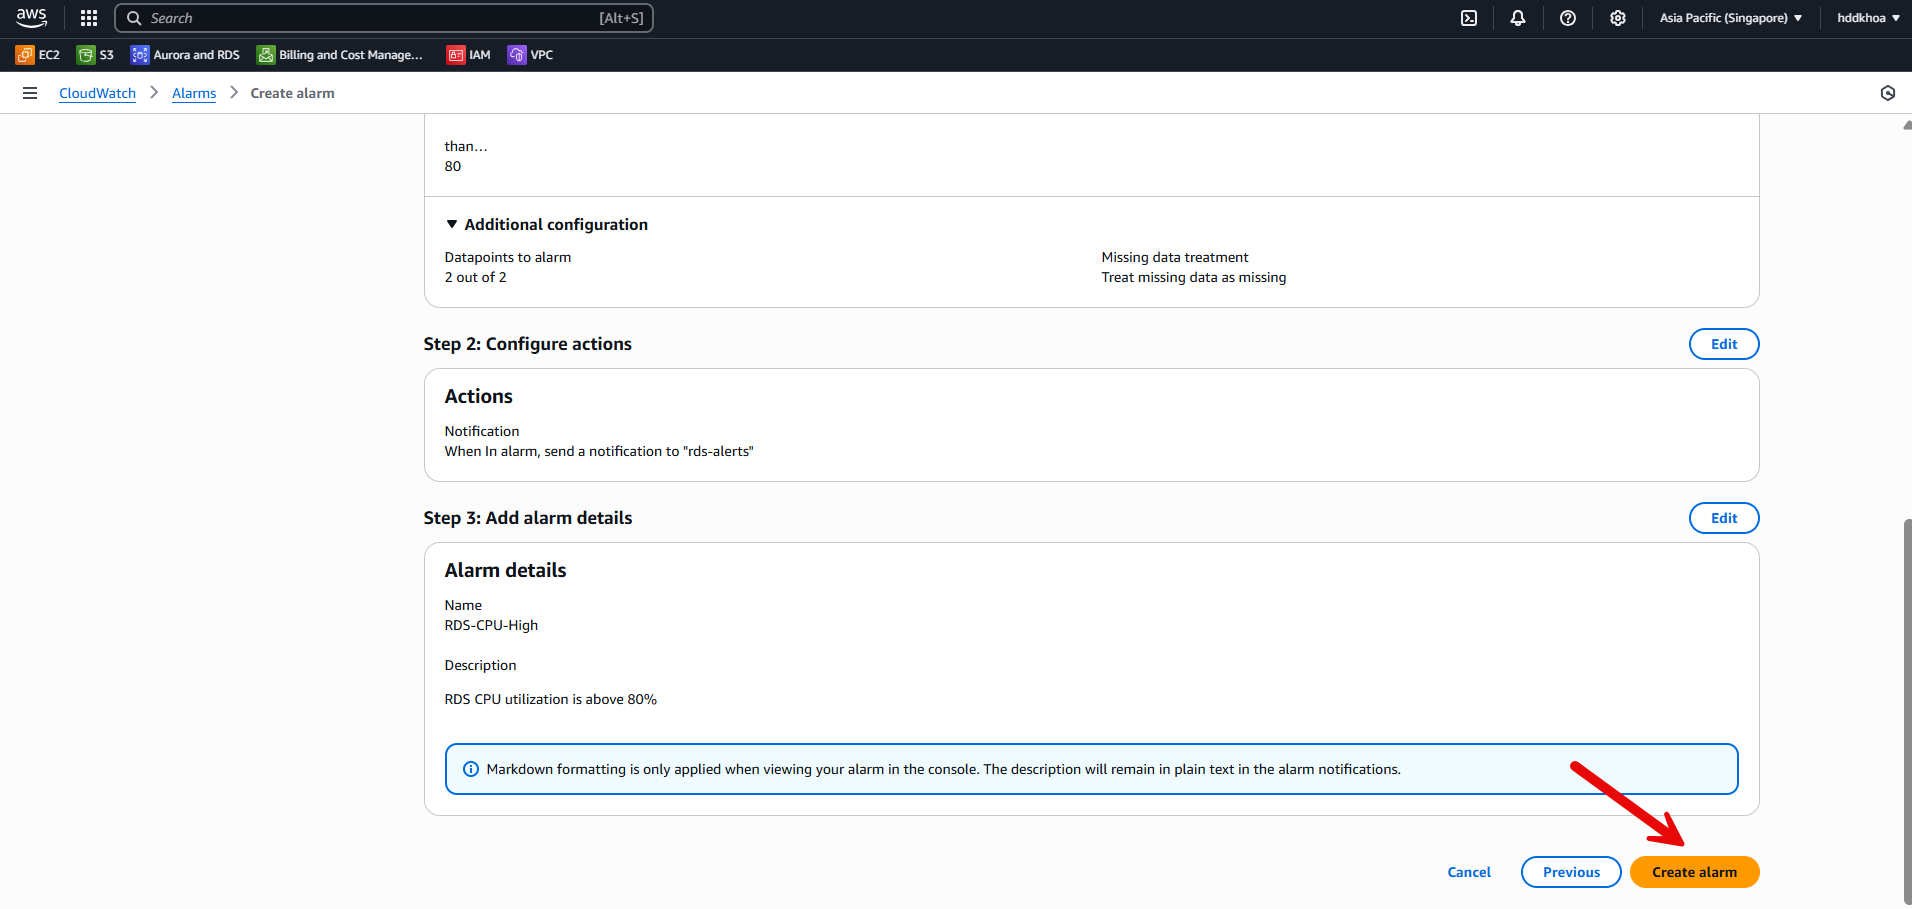 aws
Search [Alt+S]
Asia Pacific (Singapore)
hddkhoa
EC2
S3
Aurora and RDS
Billing and Cost Manage...
IAM
VPC
CloudWatch
Alarms
Create alarm
than...
80
Additional configuration
Datapoints to alarm
2 out of 2
Missing data treatment
Treat missing data as missing
Step 2: Configure actions
Edit
Actions
Notification
When In alarm, send a notification to "rds-alerts"
Step 3: Add alarm details
Edit
Alarm details
Name
RDS-CPU-High
Description
RDS CPU utilization is above 80%
Markdown formatting is only applied when viewing your alarm in the console. The description will remain in plain text in the alarm notifications.
Cancel
Previous
Create alarm